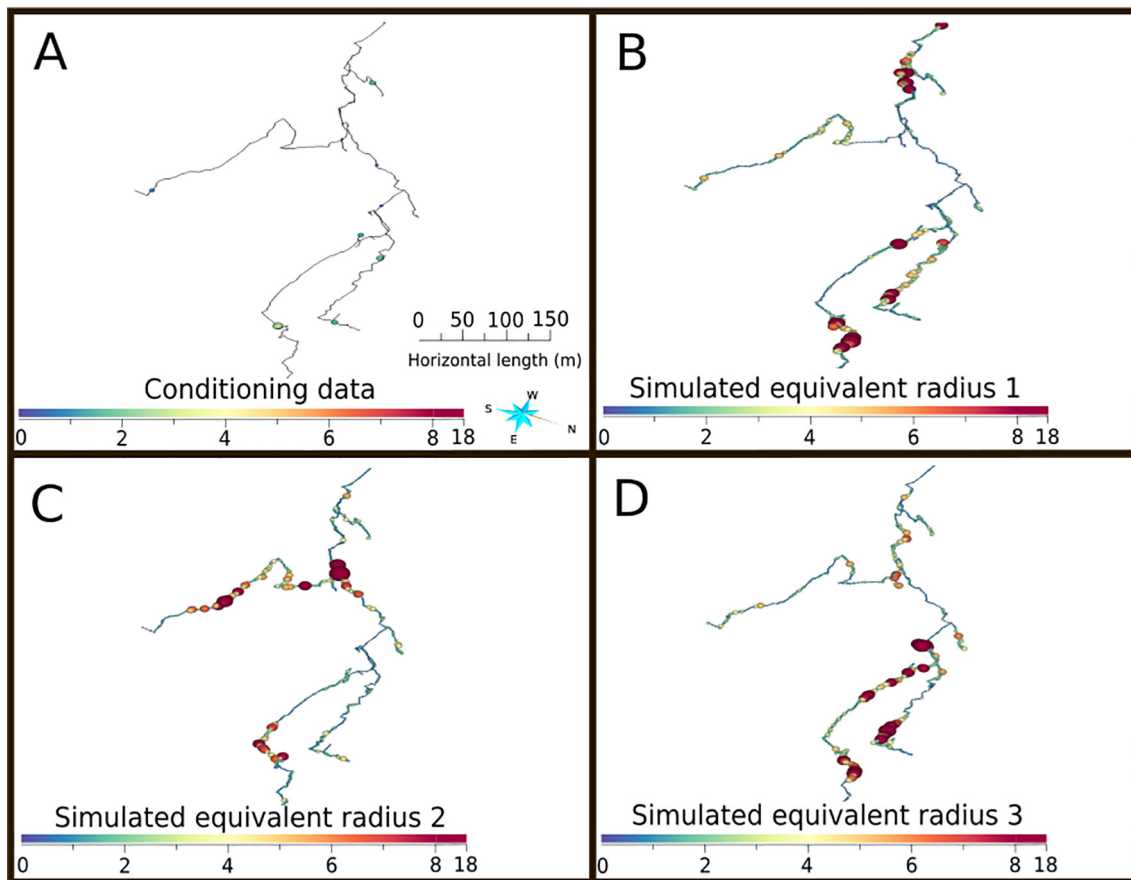 A
0 50 100 150
Horizontal length (m)
Conditioning data
0 2 4 6 8 18
W
S
N
E
B
Simulated equivalent radius 1
0 2 4 6 8 18
C
Simulated equivalent radius 2
0 2 4 6 8 18
D
Simulated equivalent radius 3
0 2 4 6 8 18